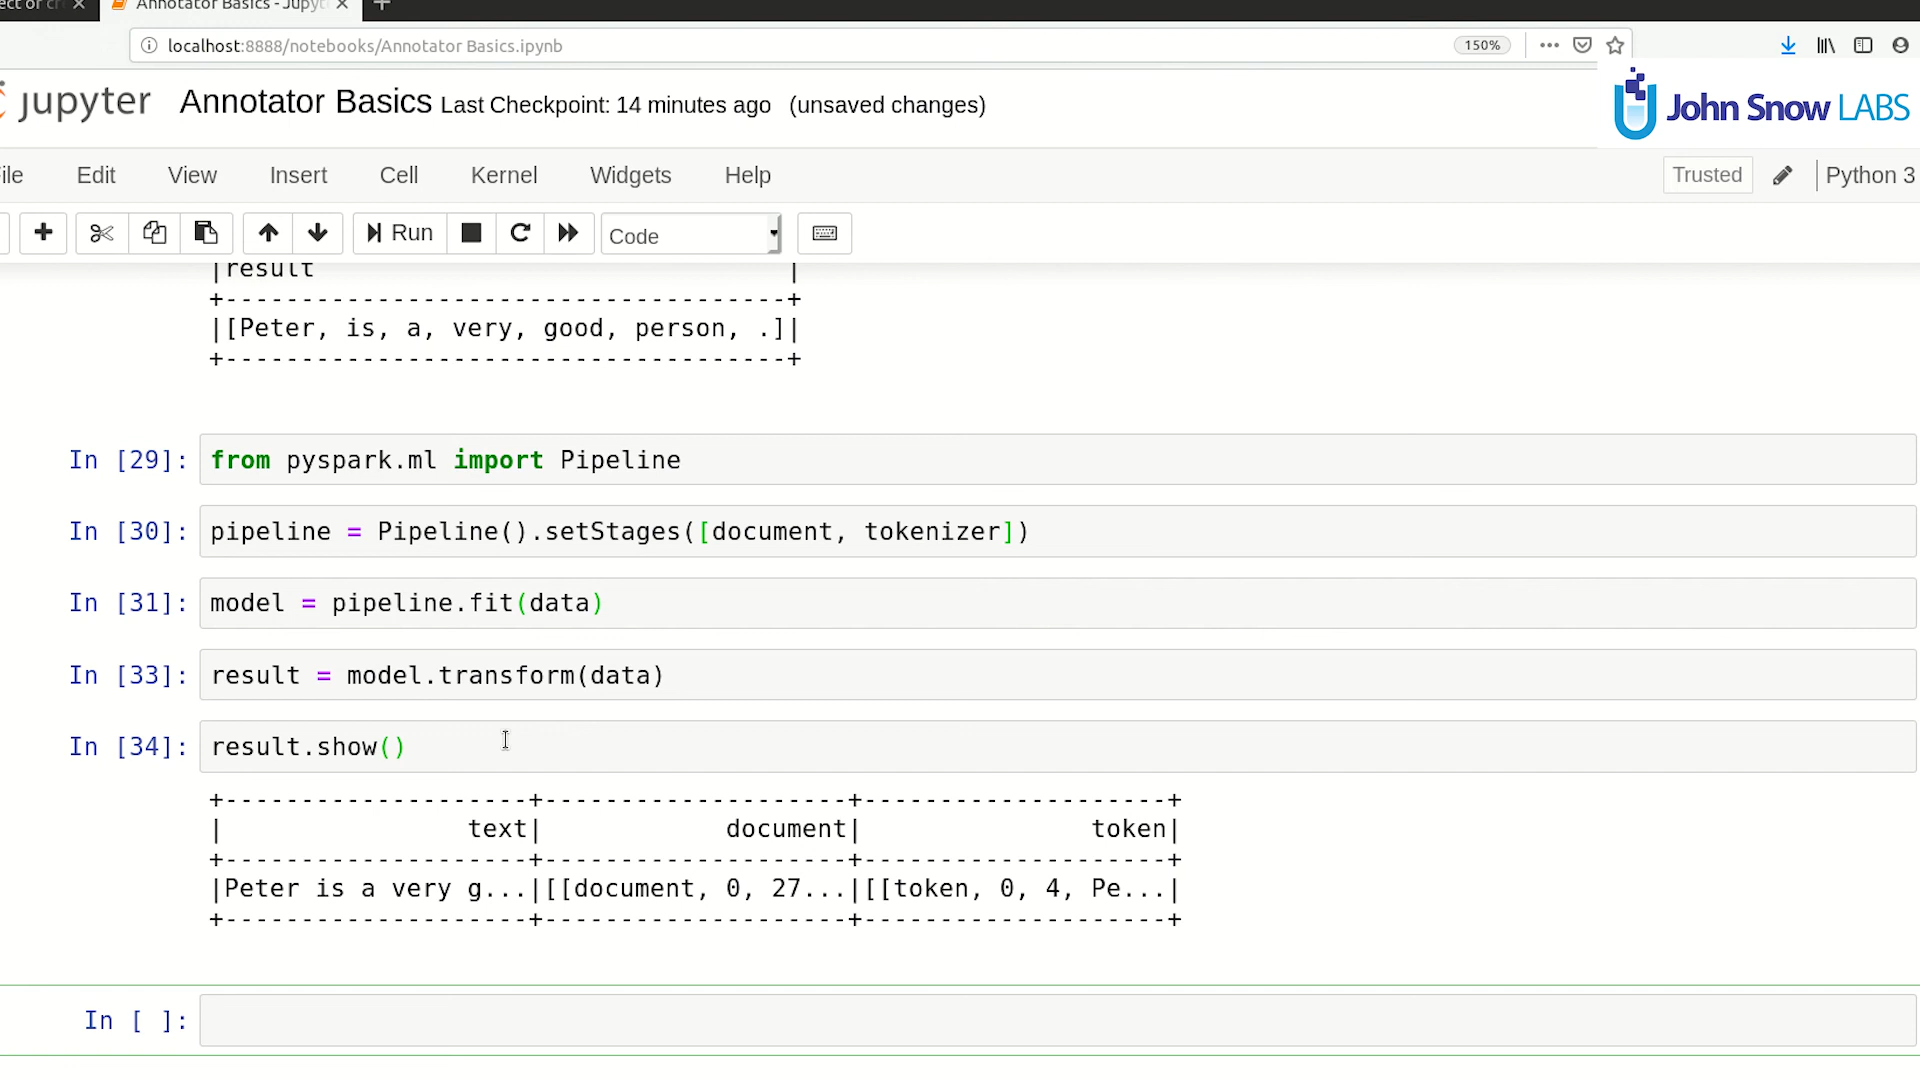 Annotator Basics - Jupyt
localhost:8888/notebooks/Annotator Basics.ipynb
150%
jupyter
Annotator Basics Last Checkpoint: 14 minutes ago (unsaved changes)
John Snow LABS
ile Edit View Insert Cell Kernel Widgets Help
Trusted
Python 3
Run
Code
|result |
+-------------------------------------+
|[Peter, is, a, very, good, person, .]|
+-------------------------------------+
In [29]: from pyspark.ml import Pipeline
In [30]: pipeline = Pipeline().setStages([document, tokenizer])
In [31]: model = pipeline.fit(data)
In [33]: result = model.transform(data)
In [34]: result.show()
+--------------------+--------------------+--------------------+
|                text|            document|               token|
+--------------------+--------------------+--------------------+
|Peter is a very g...|[[document, 0, 27...|[[token, 0, 4, Pe...|
+--------------------+--------------------+--------------------+
In [ ]: